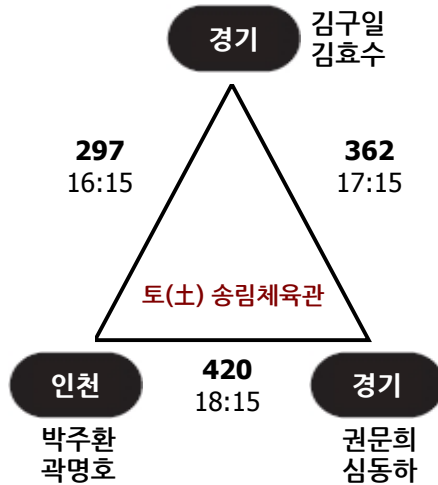 경기
김구일
김효수
297
16:15
362
17:15
토(土) 송림체육관
인천
420
18:15
경기
박주환
곽명호
권문희
심동하